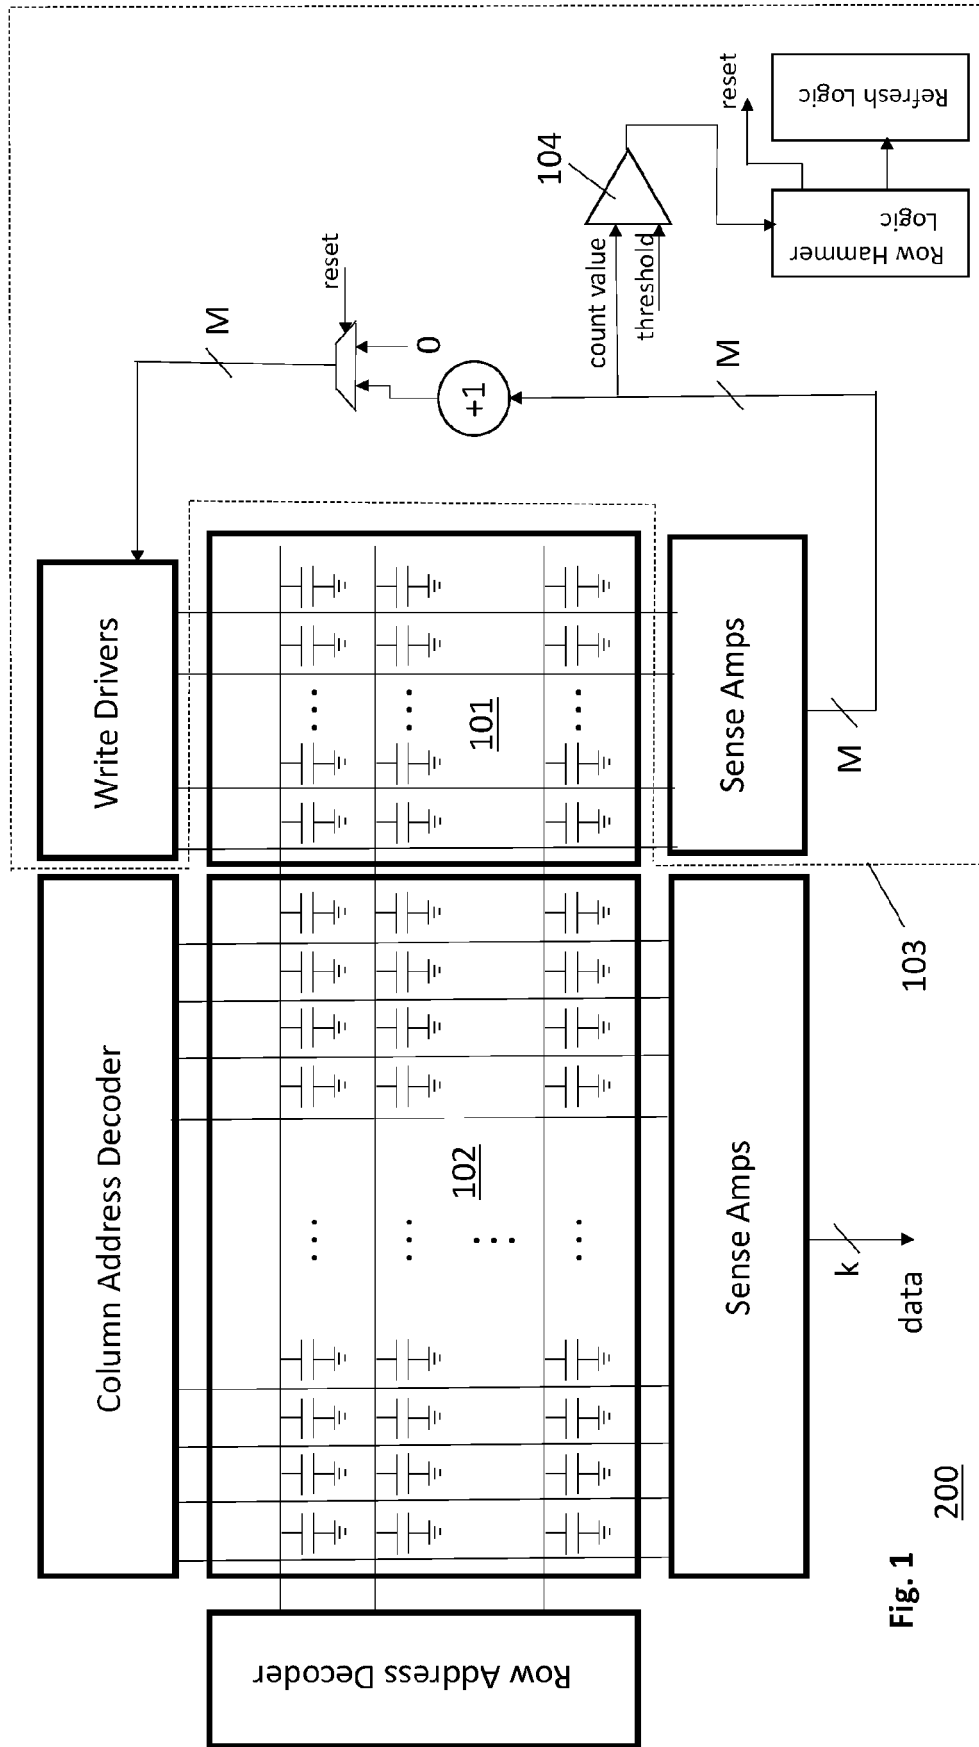 Row Address Decoder
Column Address Decoder
Write Drivers
102
101
Sense Amps
k
data
Sense Amps
M
M
M
+1
0
reset
count value
threshold
104
Row Hammer
Logic
reset
Refresh Logic
103
Fig. 1
200